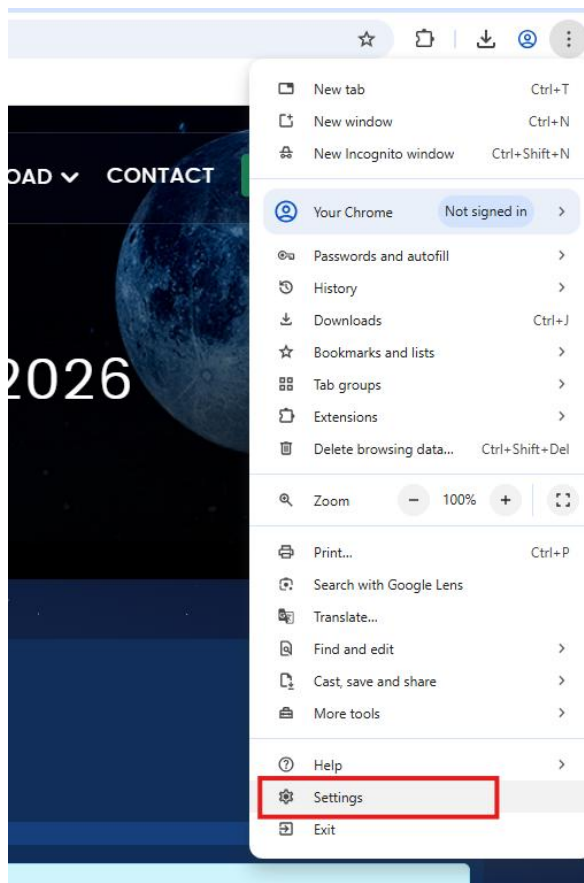 OAD CONTACT
2026
New tab Ctrl+T
New window Ctrl+N
New Incognito window Ctrl+Shift+N
Your Chrome Not signed in
Passwords and autofill
History
Downloads Ctrl+J
Bookmarks and lists
Tab groups
Extensions
Delete browsing data... Ctrl+Shift+Del
Zoom − 100% +
Print... Ctrl+P
Search with Google Lens
Translate...
Find and edit
Cast, save and share
More tools
Help
Settings
Exit